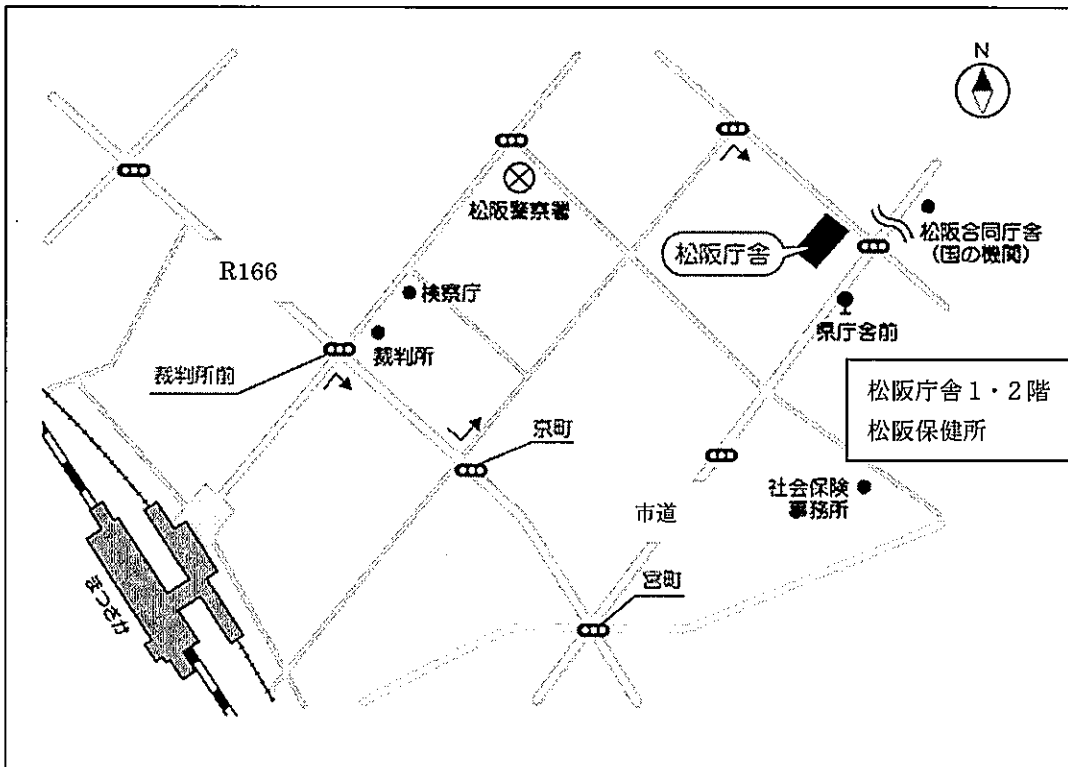 N
松阪警察署
松阪合同庁舎
(国の機関)
松阪庁舎
R166
検察庁
県庁舎前
裁判所
裁判所前
松阪庁舎1・2階
松阪保健所
京町
社会保険
事務所
市道
宮町
まつさか